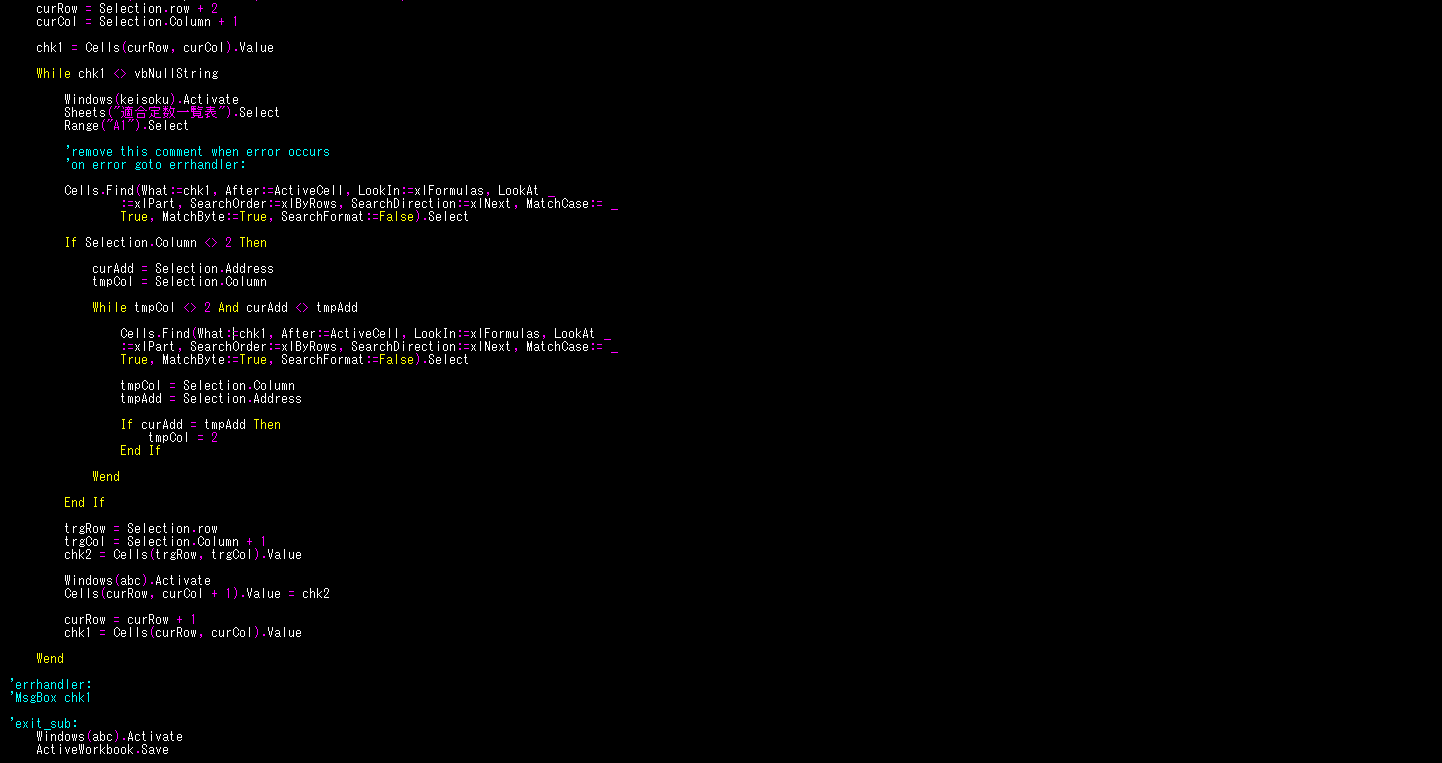 curRow = Selection.row + 2
curCol = Selection.Column + 1
chk1 = Cells(curRow, curCol).Value
While chk1 <> vbNullString
Windows(keisoku).Activate
Sheets("適合定数一覧表").Select
Range("A1").Select
'remove this comment when error occurs
'on error goto errhandler:
Cells.Find(What:=chk1, After:=ActiveCell, LookIn:=xlFormulas, LookAt _
:=xlPart, SearchOrder:=xlByRows, SearchDirection:=xlNext, MatchCase:= _
True, MatchByte:=True, SearchFormat:=False).Select
If Selection.Column <> 2 Then
curAdd = Selection.Address
tmpCol = Selection.Column
While tmpCol <> 2 And curAdd <> tmpAdd
Cells.Find(What:=chk1, After:=ActiveCell, LookIn:=xlFormulas, LookAt _
:=xlPart, SearchOrder:=xlByRows, SearchDirection:=xlNext, MatchCase:= _
True, MatchByte:=True, SearchFormat:=False).Select
tmpCol = Selection.Column
tmpAdd = Selection.Address
If curAdd = tmpAdd Then
tmpCol = 2
End If
Wend
End If
trgRow = Selection.row
trgCol = Selection.Column + 1
chk2 = Cells(trgRow, trgCol).Value
Windows(abc).Activate
Cells(curRow, curCol + 1).Value = chk2
curRow = curRow + 1
chk1 = Cells(curRow, curCol).Value
Wend
'errhandler:
'MsgBox chk1
'exit_sub:
Windows(abc).Activate
ActiveWorkbook.Save